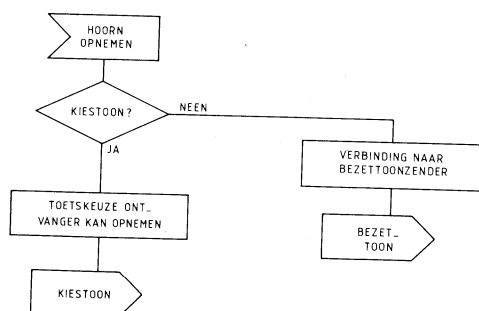 HOORN
OPNEMEN
KIESTOON?
NEEN
JA
VERBINDING NAAR
BEZETTOONZENDER
TOETSKEUZE ONT_
VANGER KAN OPNEMEN
BEZET_
TOON
KIESTOON